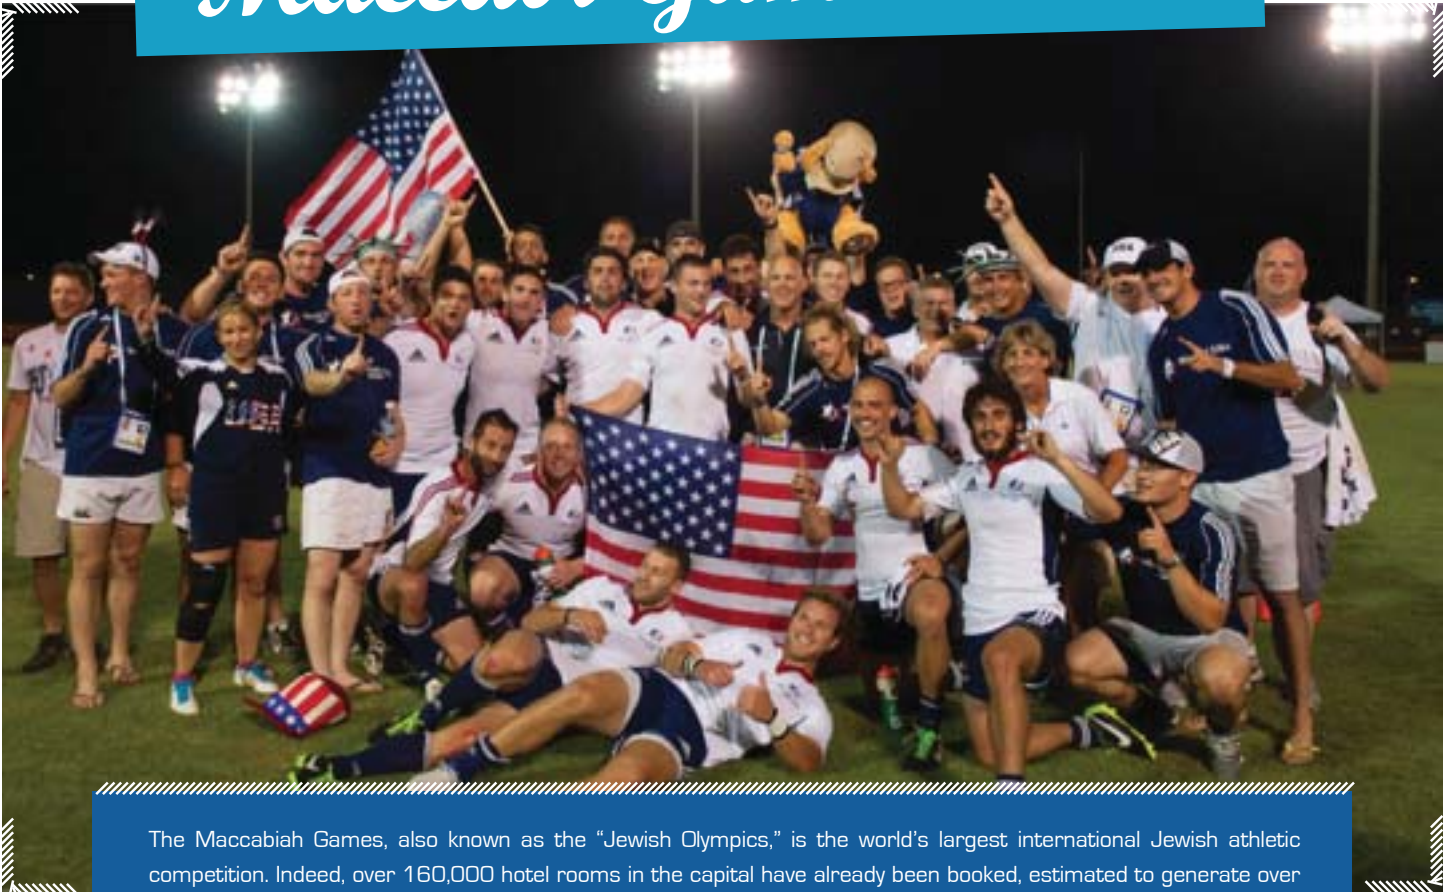 The Maccabiah Games, also known as the “Jewish Olympics,” is the world’s largest international Jewish athletic
competition. Indeed, over 160,000 hotel rooms in the capital have already been booked, estimated to generate over